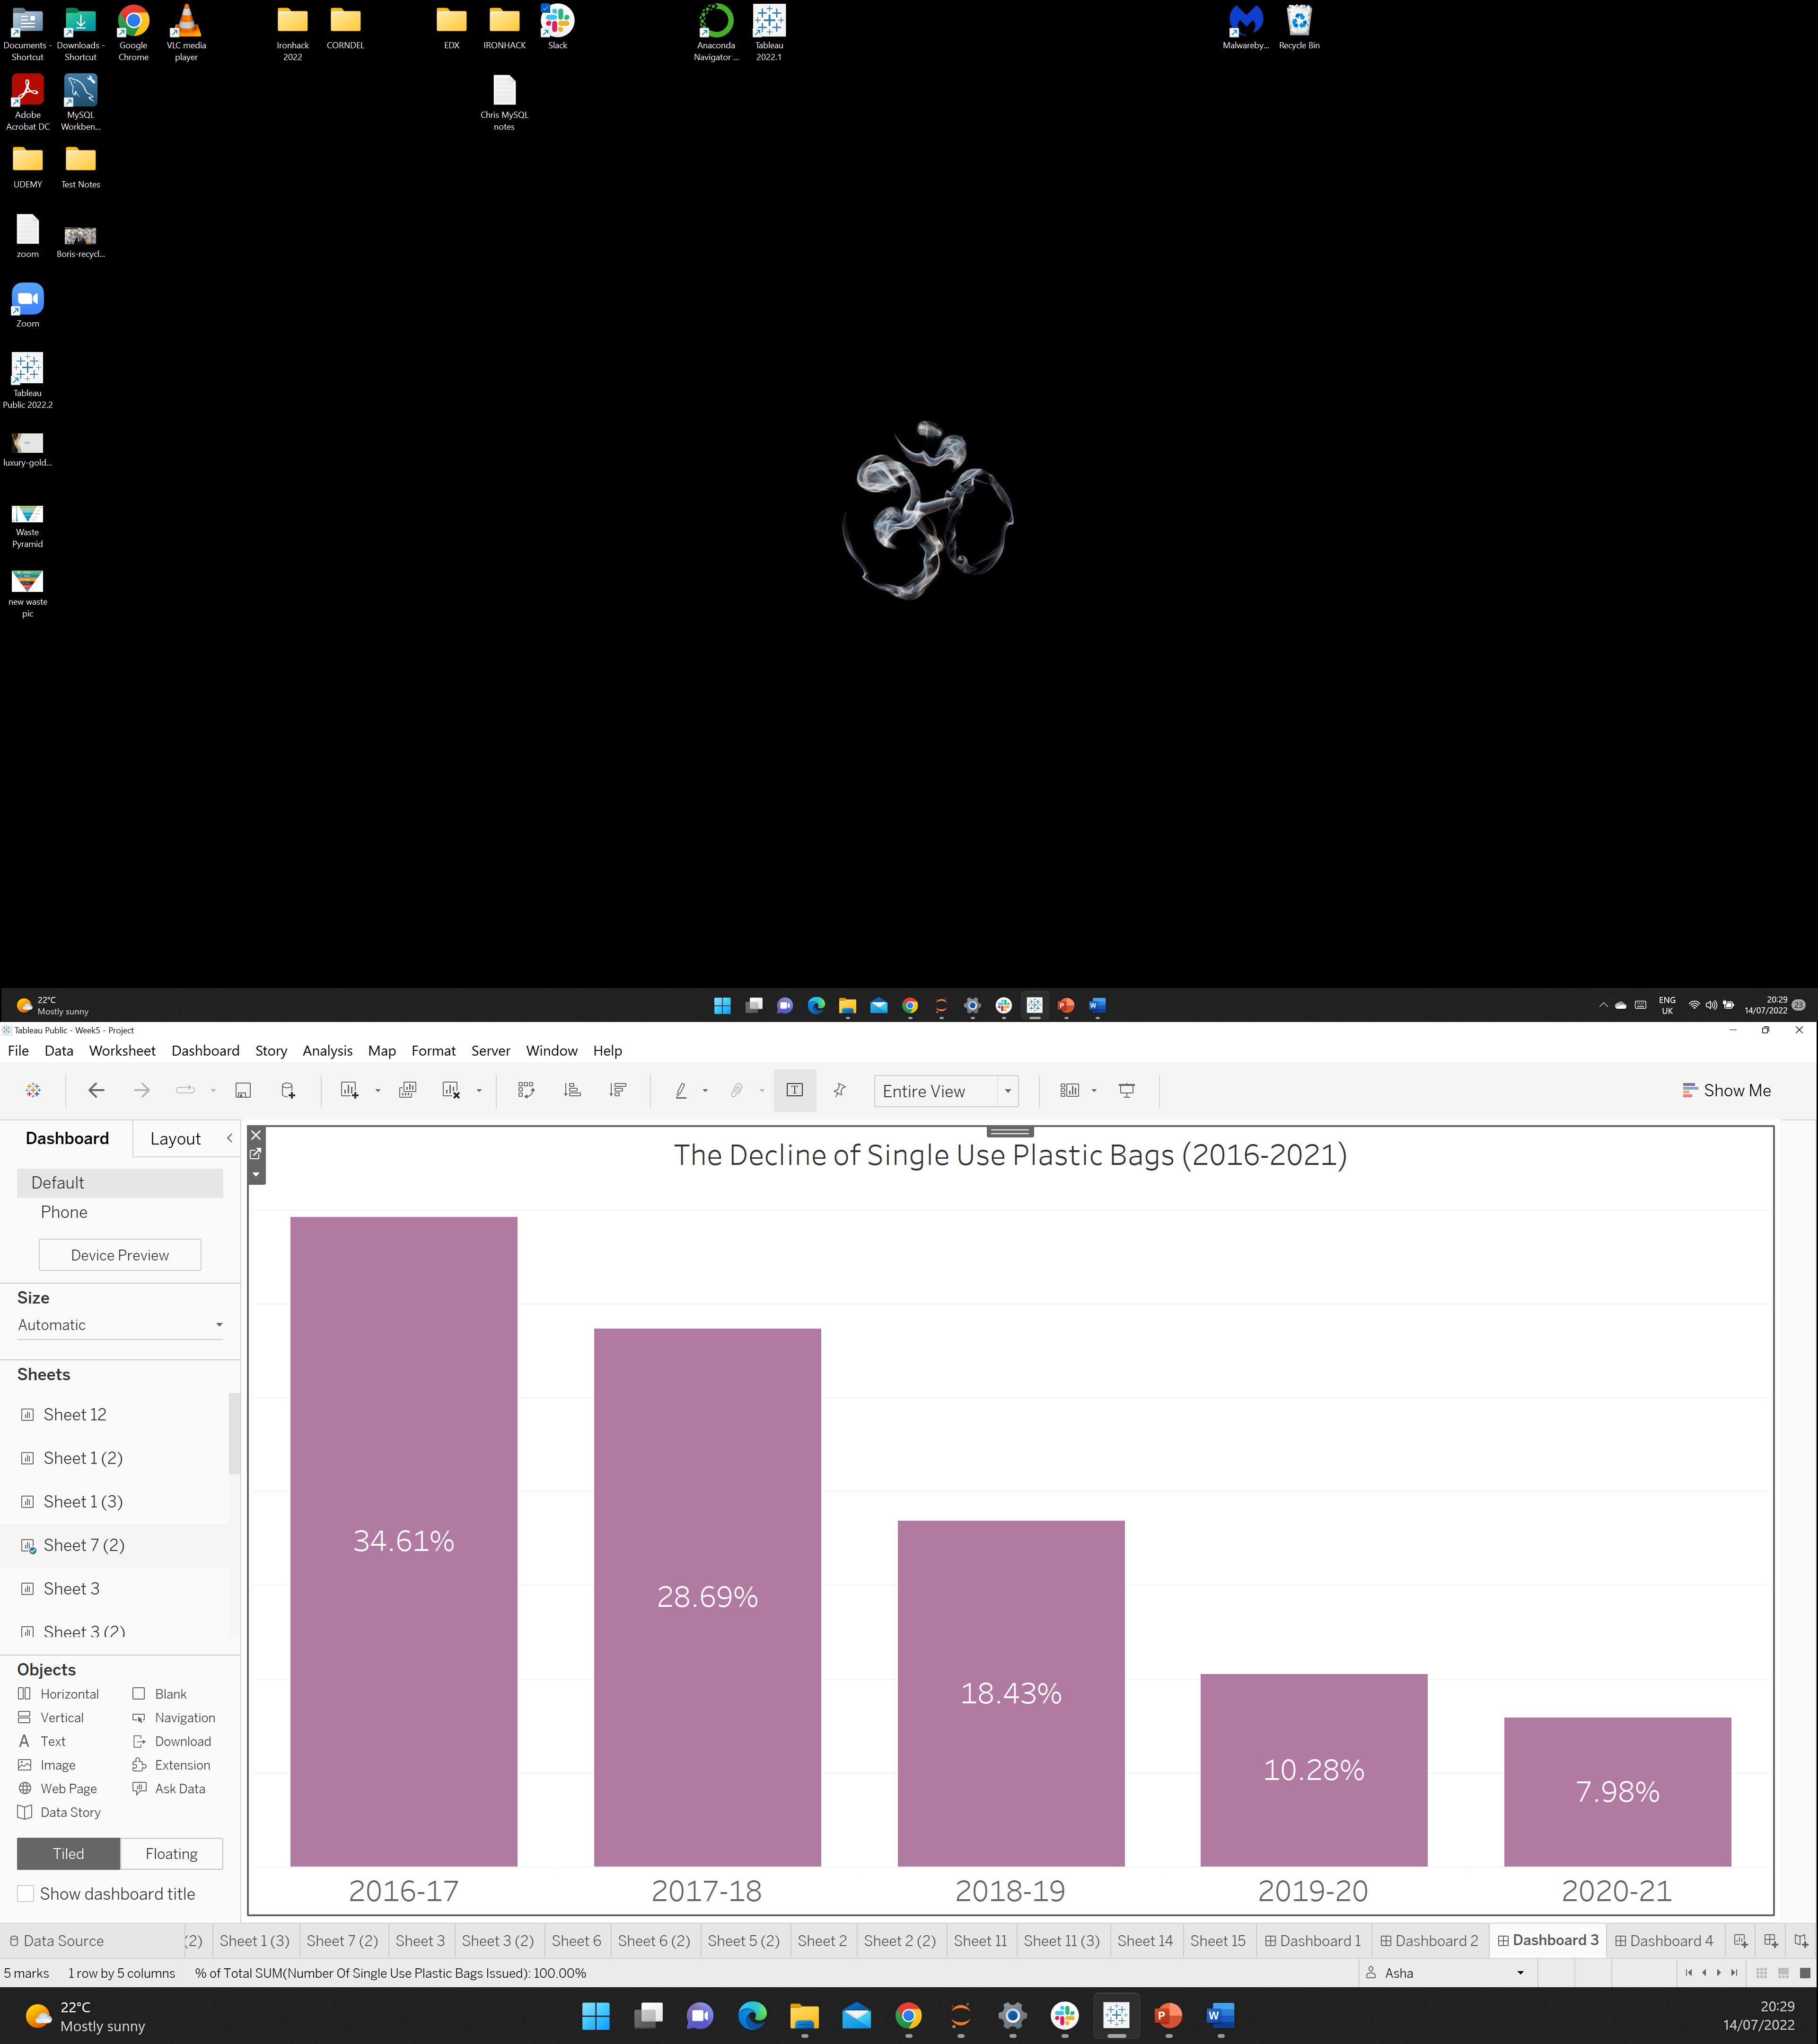 Documents - Shortcut
Downloads - Shortcut
Google Chrome
VLC media player
Ironhack 2022
CORNDEL
EDX
IRONHACK
Slack
Anaconda Navigator ...
Tableau 2022.1
Malwareby...
Recycle Bin
Adobe Acrobat DC
MySQL Workben...
Chris MySQL notes
UDEMY
Test Notes
zoom
Boris-recycl...
Zoom
Tableau Public 2022.2
luxury-gold...
Waste Pyramid
new waste pic
22°C
Mostly sunny
ENG
UK
20:29
14/07/2022
23
Tableau Public - Week5 - Project
File Data Worksheet Dashboard Story Analysis Map Format Server Window Help
Entire View
Show Me
Dashboard
Layout
Default
Phone
Device Preview
Size
Automatic
Sheets
Sheet 12
Sheet 1 (2)
Sheet 1 (3)
Sheet 7 (2)
Sheet 3
Sheet 3 (2)
Objects
Horizontal Blank
Vertical Navigation
Text Download
Image Extension
Web Page Ask Data
Data Story
Tiled Floating
Show dashboard title
The Decline of Single Use Plastic Bags (2016-2021)
34.61%
28.69%
18.43%
10.28%
7.98%
2016-17 2017-18 2018-19 2019-20 2020-21
Data Source (2) Sheet 1 (3) Sheet 7 (2) Sheet 3 Sheet 3 (2) Sheet 6 Sheet 6 (2) Sheet 5 (2) Sheet 2 Sheet 2 (2) Sheet 11 Sheet 11 (3) Sheet 14 Sheet 15 Dashboard 1 Dashboard 2 Dashboard 3 Dashboard 4
5 marks 1 row by 5 columns % of Total SUM(Number Of Single Use Plastic Bags Issued): 100.00%
Asha
22°C
Mostly sunny
20:29
14/07/2022